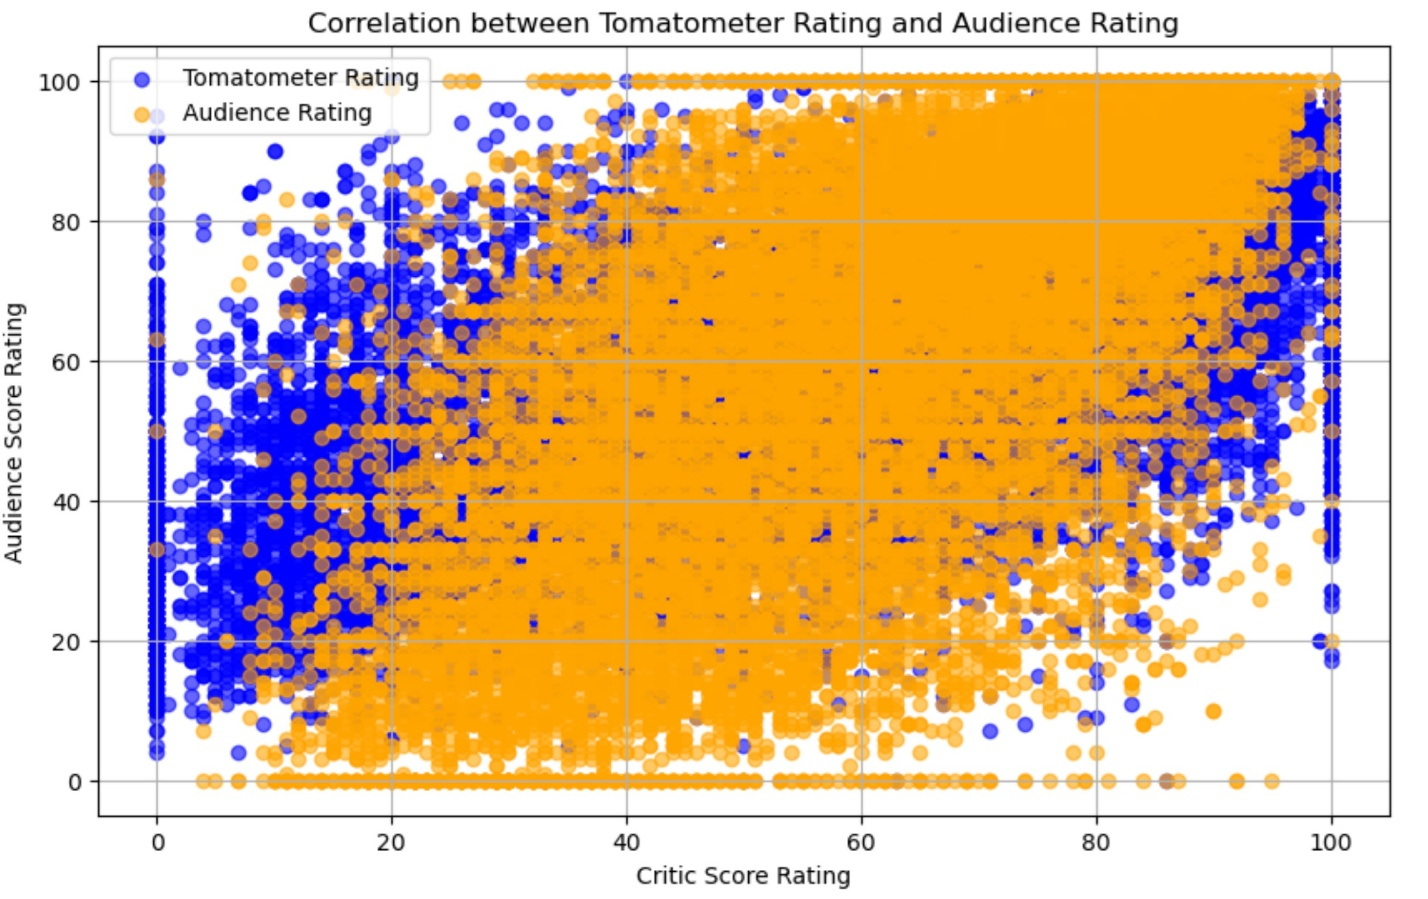 Correlation between Tomatometer Rating and Audience Rating
Tomatometer Rating
Audience Rating
100
80
60
40
20
0
Audience Score Rating
0 20 40 60 80 100
Critic Score Rating